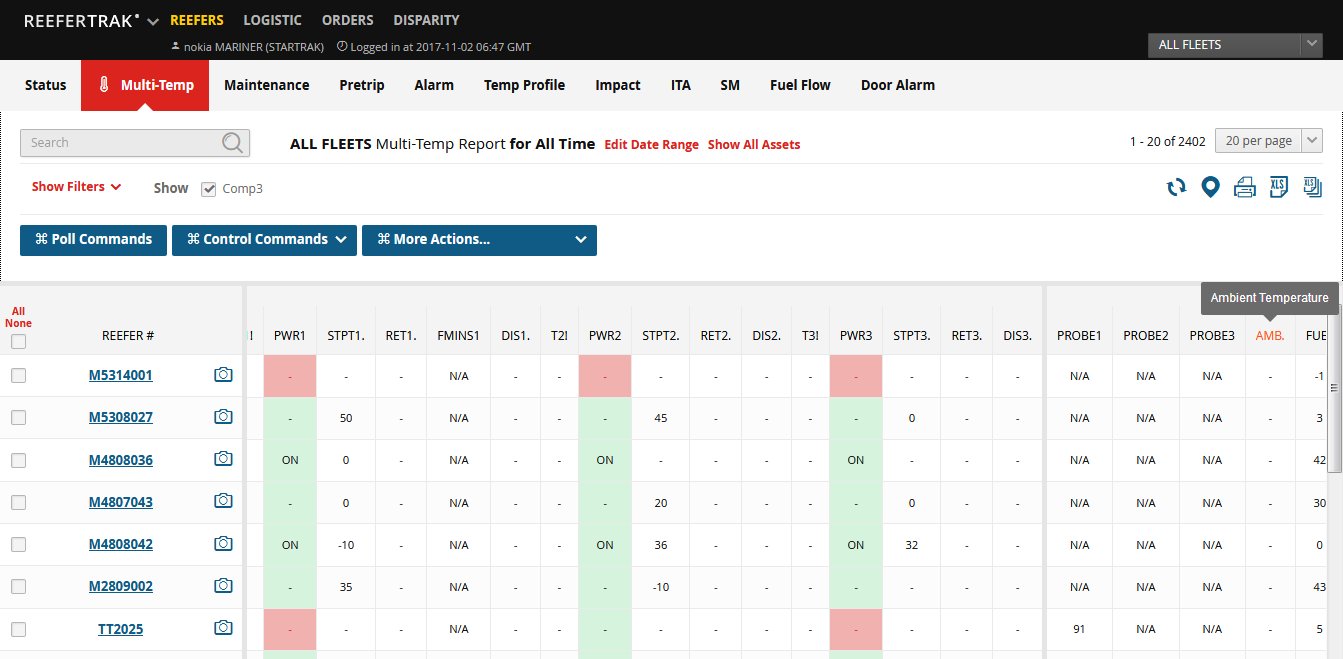 REEFERTRAK REEFERS LOGISTIC ORDERS DISPARITY
nokia MARINER (STARTRAK) Logged in at 2017-11-02 06:47 GMT
ALL FLEETS
Status Multi-Temp Maintenance Pretrip Alarm Temp Profile Impact ITA SM Fuel Flow Door Alarm
Search ALL FLEETS Multi-Temp Report for All Time Edit Date Range Show All Assets 1 - 20 of 2402 20 per page
Show Filters Show Comp3
XLS XLS
⌘ Poll Commands ⌘ Control Commands ⌘ More Actions...
Ambient Temperature
All
None
REEFER # ! PWR1 STPT1. RET1. FMINS1 DIS1. T2! PWR2 STPT2. RET2. DIS2. T3! PWR3 STPT3. RET3. DIS3. PROBE1 PROBE2 PROBE3 AMB. FUE
M5314001 - - - N/A - - - - - - - - - - - N/A N/A N/A - -1
M5308027 - 50 - N/A - - - 45 - - - - 0 - - N/A N/A N/A - 3
M4808036 ON 0 - N/A - - ON - - - - ON - - - N/A N/A N/A - 42
M4807043 - 0 - N/A - - - 20 - - - - 0 - - N/A N/A N/A - 30
M4808042 ON -10 - N/A - - ON 36 - - - ON 32 - - N/A N/A N/A - 0
M2809002 - 35 - N/A - - - -10 - - - - - - - N/A N/A N/A - 43
TT2025 - - - N/A - - - - - - - - - - - 91 N/A N/A - 5